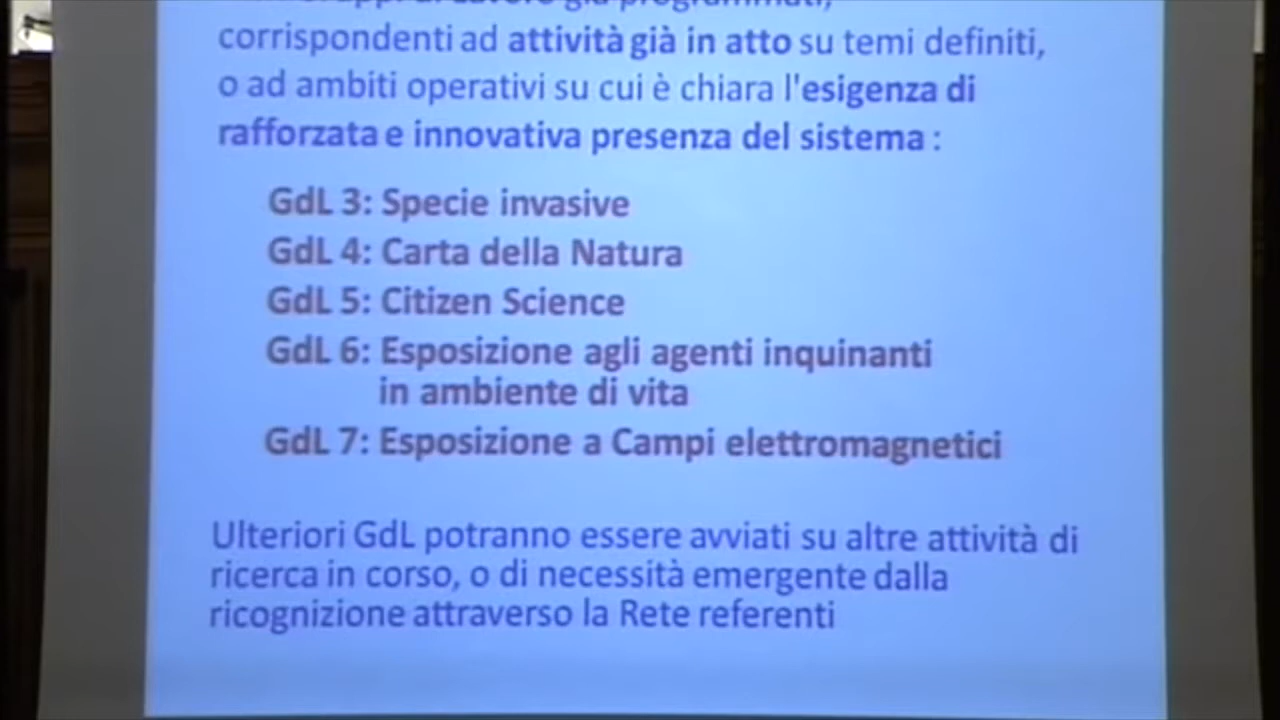 corrispondenti ad attività già in atto su temi definiti,
o ad ambiti operativi su cui è chiara l'esigenza di
rafforzata e innovativa presenza del sistema :
GdL 3: Specie invasive
GdL 4: Carta della Natura
GdL 5: Citizen Science
GdL 6: Esposizione agli agenti inquinanti
in ambiente di vita
GdL 7: Esposizione a Campi elettromagnetici
Ulteriori GdL potranno essere avviati su altre attività di
ricerca in corso, o di necessità emergente dalla
ricognizione attraverso la Rete referenti